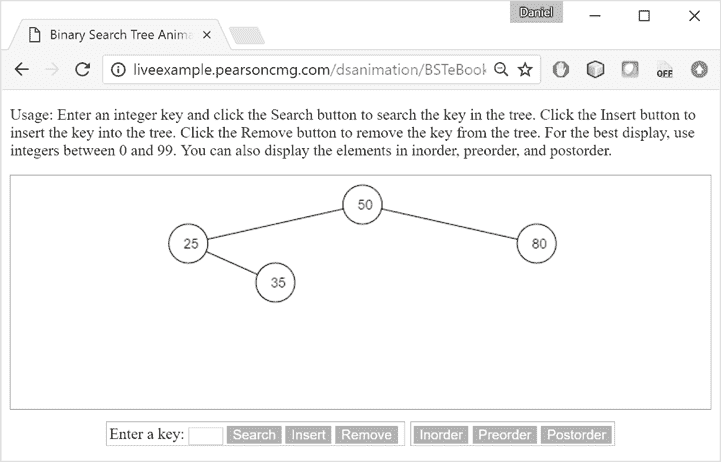 Daniel
Binary Search Tree Anima
liveexample.pearsoncmg.com/dsanimation/BSTeBook
OFF
Usage: Enter an integer key and click the Search button to search the key in the tree. Click the Insert button to
insert the key into the tree. Click the Remove button to remove the key from the tree. For the best display, use
integers between 0 and 99. You can also display the elements in inorder, preorder, and postorder.
50
25 80
35
Enter a key: Search Insert Remove Inorder Preorder Postorder